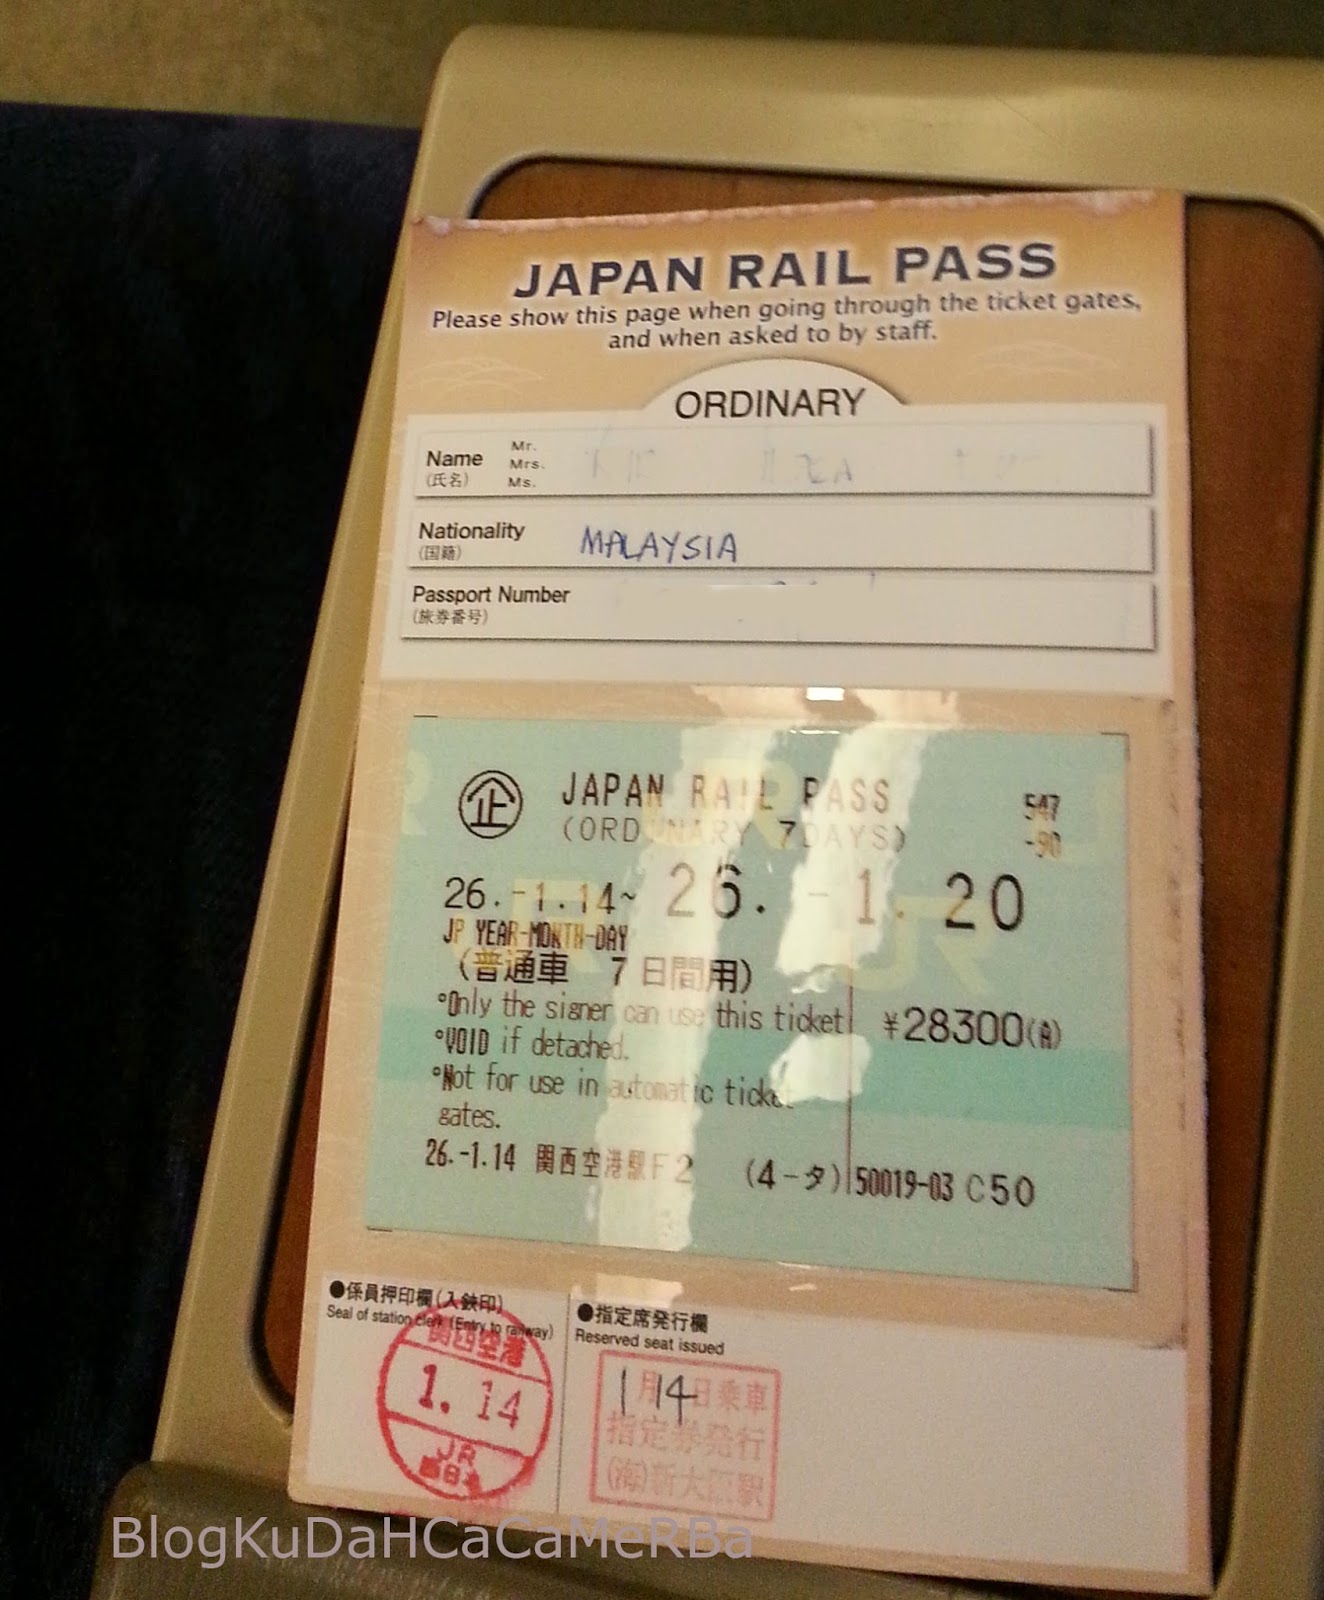 JAPAN RAIL PASS
Please show this page when going through the ticket gates,
and when asked to by staff.
ORDINARY
Name
(氏名)
Mr.
Mrs.
Ms.
Nationality
(国籍)
MALAYSIA
Passport Number
(旅券番号)
企 JAPAN RAIL PASS 547
(ORDINARY 7DAYS) -90
26.-1.14~ 26.-1.20
JP YEAR-MONTH-DAY
(普通車 7日間用)
°Only the signer can use this ticket ¥28300
°VOID if detached.
°Not for use in automatic ticket
gates.
26.-1.14 関西空港駅F2 (4-タ) 50019-03 C50
●係員押印欄(入鋏印)
Seal of station clerk (Entry to railway)
関西空港
1.14
JR
●指定席発行欄
Reserved seat issued
1月14日乗車
指定券発行
(海)新大阪駅
BlogKuDaHCaCaMeRBa